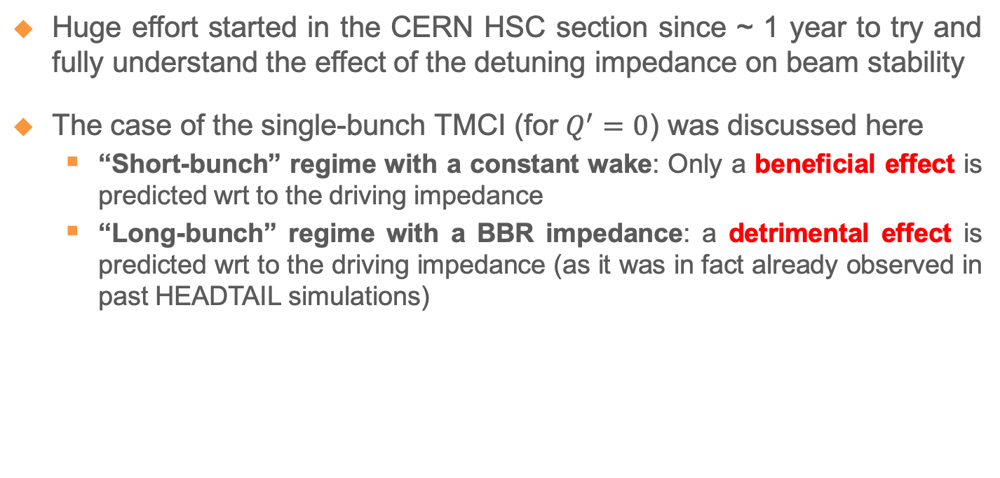 Huge effort started in the CERN HSC section since ~ 1 year to try and
fully understand the effect of the detuning impedance on beam stability
The case of the single-bunch TMCI (for 𝑄′ = 0) was discussed here
“Short-bunch” regime with a constant wake: Only a beneficial effect is
predicted wrt to the driving impedance
“Long-bunch” regime with a BBR impedance: a detrimental effect is
predicted wrt to the driving impedance (as it was in fact already observed in
past HEADTAIL simulations)